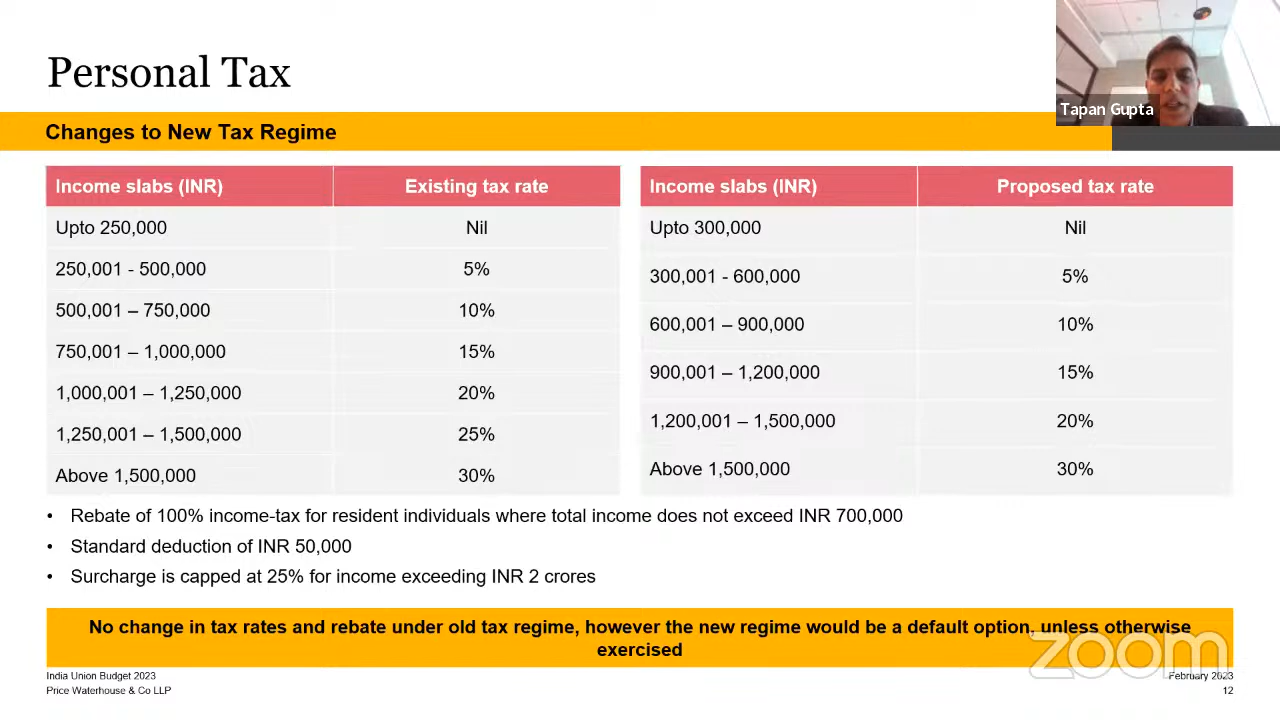 Personal Tax
Tapan Gupta
Changes to New Tax Regime
Income slabs (INR) Existing tax rate
Upto 250,000 Nil
250,001 - 500,000 5%
500,001 – 750,000 10%
750,001 – 1,000,000 15%
1,000,001 – 1,250,000 20%
1,250,001 – 1,500,000 25%
Above 1,500,000 30%
Income slabs (INR) Proposed tax rate
Upto 300,000 Nil
300,001 - 600,000 5%
600,001 – 900,000 10%
900,001 – 1,200,000 15%
1,200,001 – 1,500,000 20%
Above 1,500,000 30%
• Rebate of 100% income-tax for resident individuals where total income does not exceed INR 700,000
• Standard deduction of INR 50,000
• Surcharge is capped at 25% for income exceeding INR 2 crores
No change in tax rates and rebate under old tax regime, however the new regime would be a default option, unless otherwise
exercised
zoom
India Union Budget 2023 February 2023
Price Waterhouse & Co LLP 12